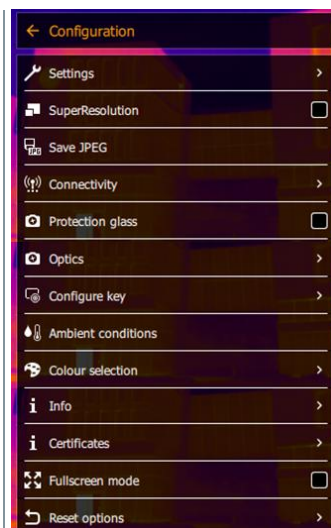 Configuration
Settings
SuperResolution
JPG
Save JPEG
Connectivity
Protection glass
Optics
Configure key
Ambient conditions
Colour selection
Info
Certificates
Fullscreen mode
Reset options